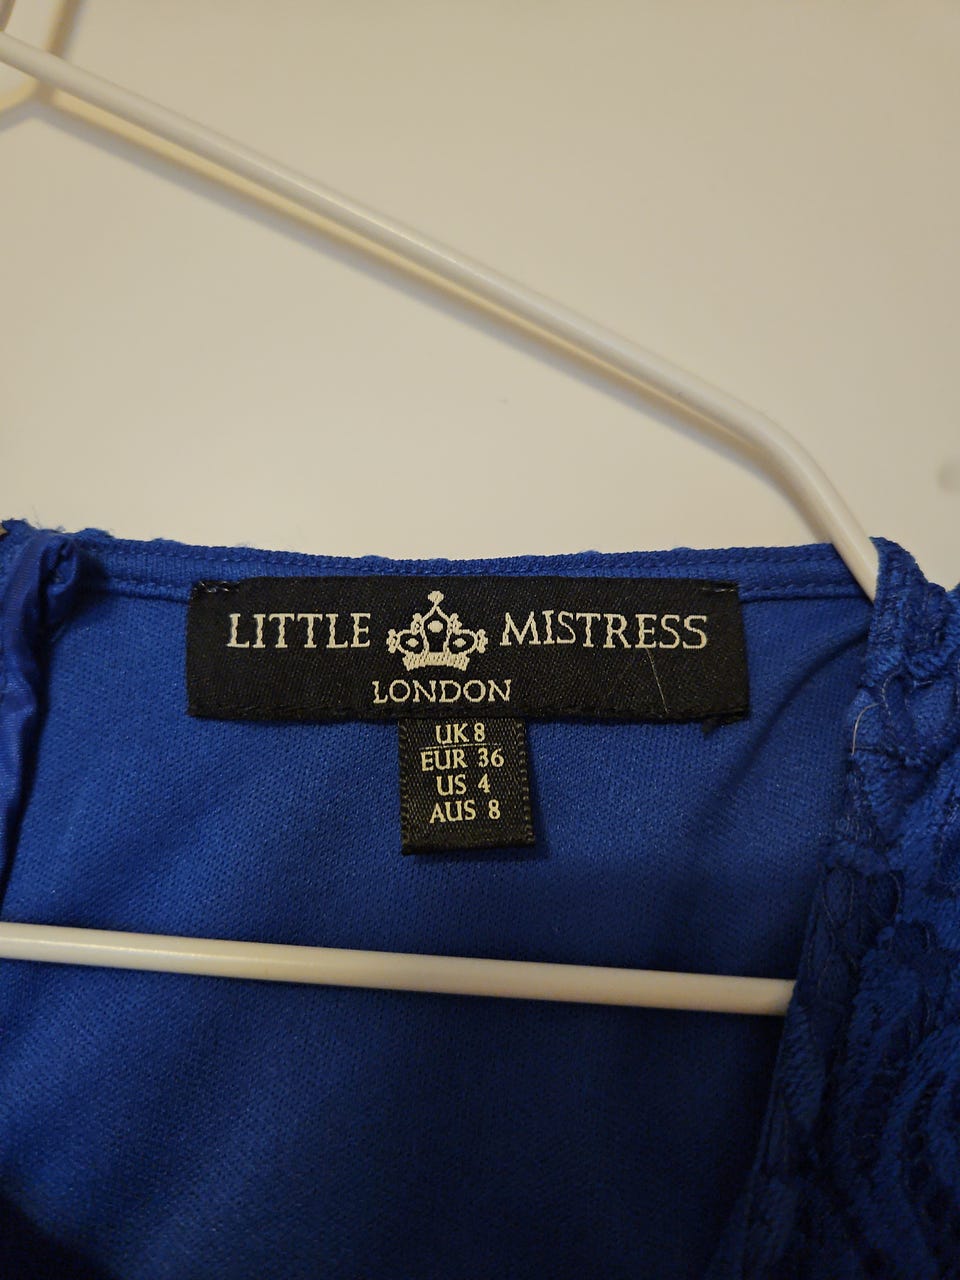 LITTLE MISTRESS
LONDON
UK 8
EUR 36
US 4
AUS 8